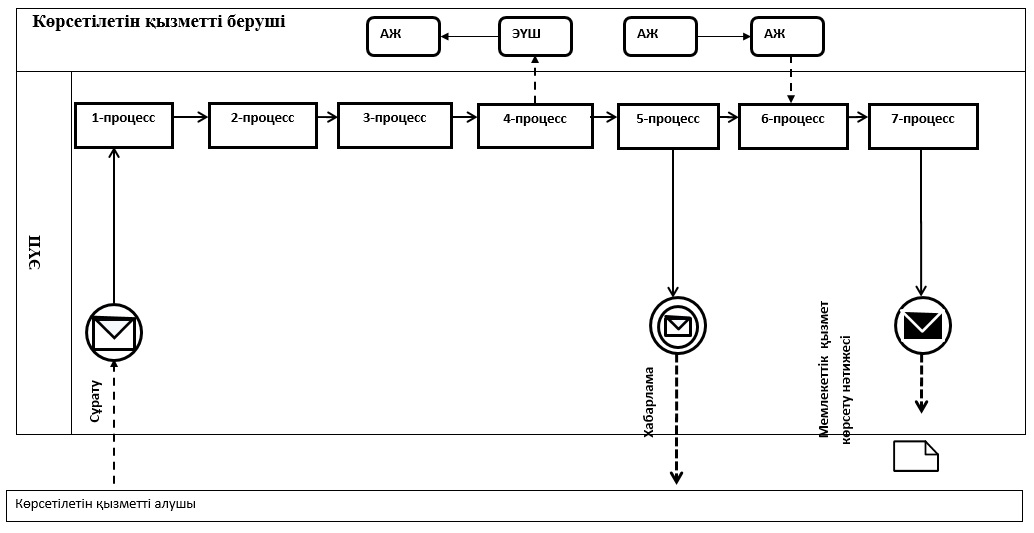 Көрсетілетін қызметті беруші
АЖ
ЭҮШ
АЖ
АЖ
ЭҮП
1-процесс
2-процесс
3-процесс
4-процесс
5-процесс
6-процесс
7-процесс
Сұрату
Хабарлама
Мемлекеттік қызмет
көрсету нәтижесі
Көрсетілетін қызметті алушы